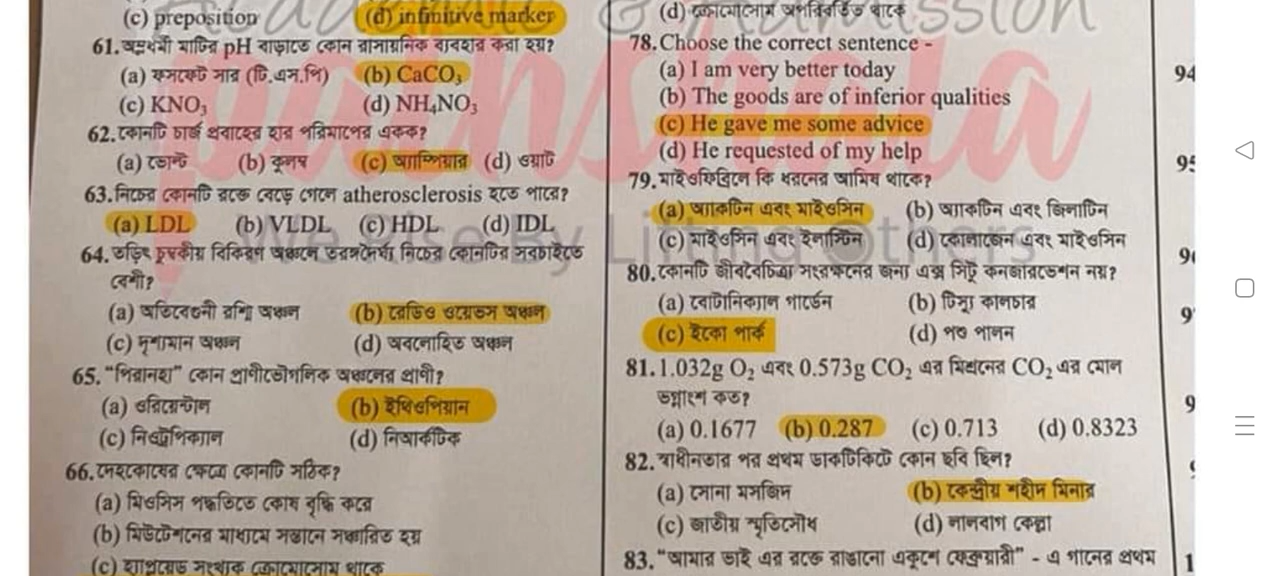 (c) preposition (d) infinitive marker
61. অম্লধর্মী মাটির pH বাড়াতে কোন রাসায়নিক ব্যবহার করা হয়?
(a) ফসফেট সার (টি.এস.পি) (b) CaCO₃
(c) KNO₃ (d) NH₄NO₃
62. কোনটি চার্জ প্রবাহের হার পরিমাপের একক?
(a) ভোল্ট (b) কুলম্ব (c) অ্যাম্পিয়ার (d) ওয়াট
63. নিচের কোনটি রক্তে বেড়ে গেলে atherosclerosis হতে পারে?
(a) LDL (b) VLDL (c) HDL (d) IDL
64. তড়িৎ চুম্বকীয় বিকিরণ অঞ্চলে তরঙ্গদৈর্ঘ্য নিচের কোনটির সবচাইতে
বেশী?
(a) অতিবেগুনী রশ্মি অঞ্চল (b) রেডিও ওয়েভস অঞ্চল
(c) দৃশ্যমান অঞ্চল (d) অবলোহিত অঞ্চল
65. “পিরানহা” কোন প্রাণীভৌগলিক অঞ্চলের প্রাণী?
(a) ওরিয়েন্টাল (b) ইথিওপিয়ান
(c) নিওট্রপিক্যাল (d) নিআর্কটিক
66. দেহকোষের ক্ষেত্রে কোনটি সঠিক?
(a) মিওসিস পদ্ধতিতে কোষ বৃদ্ধি করে
(b) মিউটেশনের মাধ্যমে সন্তানে সঞ্চারিত হয়
(c) হ্যাপ্লয়েড সংখ্যক ক্রোমোসোম থাকে
(d) ক্রোমোসোম অপরিবর্তিত থাকে
78. Choose the correct sentence -
(a) I am very better today
(b) The goods are of inferior qualities
(c) He gave me some advice
(d) He requested of my help
79. মাইওফিব্রিলে কি ধরনের আমিষ থাকে?
(a) অ্যাকটিন এবং মাইওসিন (b) অ্যাকটিন এবং জিলাটিন
(c) মাইওসিন এবং ইলাস্টিন (d) কোলাজেন এবং মাইওসিন
80. কোনটি জীববৈচিত্র্য সংরক্ষনের জন্য এক্স সিটু কনজারভেশন নয়?
(a) বোটানিক্যাল গার্ডেন (b) টিস্যু কালচার
(c) ইকো পার্ক (d) পশু পালন
81. 1.032g O₂ এবং 0.573g CO₂ এর মিশ্রনের CO₂ এর মোল
ভগ্নাংশ কত?
(a) 0.1677 (b) 0.287 (c) 0.713 (d) 0.8323
82. স্বাধীনতার পর প্রথম ডাকটিকিটে কোন ছবি ছিল?
(a) সোনা মসজিদ (b) কেন্দ্রীয় শহীদ মিনার
(c) জাতীয় স্মৃতিসৌধ (d) লালবাগ কেল্লা
83. “আমার ভাই এর রক্তে রাঙানো একুশে ফেব্রুয়ারী” - এ গানের প্রথম
94
We Rise By Lifting Others